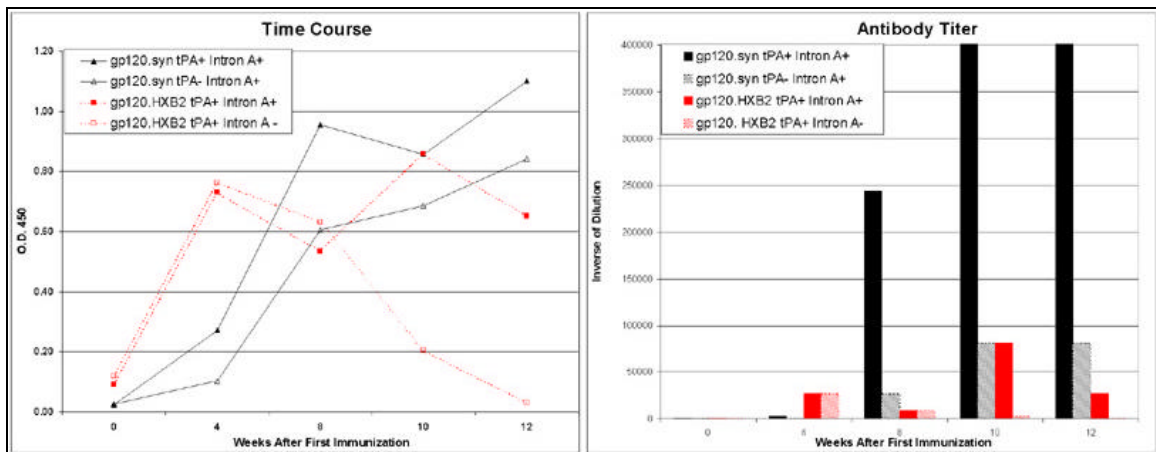 Time Course
1.20
1.00
0.80
0.60
0.40
0.20
0.00
O.D. 450
gp120.syn tPA+ Intron A+
gp120.syn tPA- Intron A+
gp120.HXB2 tPA+ Intron A+
gp120.HXB2 tPA+ Intron A -
0 4 8 10 12
Weeks After First Immunization
Antibody Titer
400000
350000
300000
250000
200000
150000
100000
50000
0
Inverse of Dilution
gp120.syn tPA+ Intron A+
gp120.syn tPA- Intron A+
gp120.HXB2 tPA+ Intron A+
gp120. HXB2 tPA+ Intron A-
0 4 8 10 12
Weeks After First Immunization